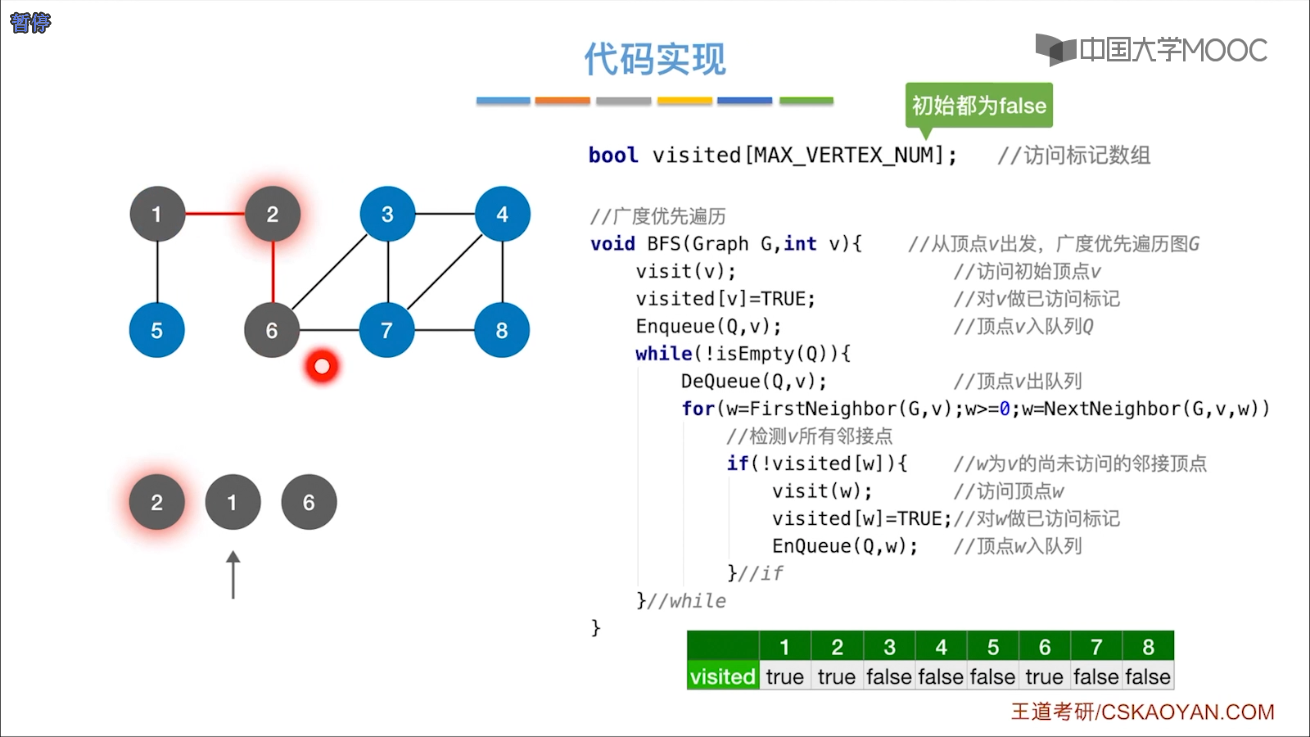 暂停
中国大学MOOC
代码实现
初始都为false
bool visited[MAX_VERTEX_NUM]; //访问标记数组
//广度优先遍历
void BFS(Graph G,int v){ //从顶点v出发，广度优先遍历图G
visit(v); //访问初始顶点v
visited[v]=TRUE; //对v做已访问标记
Enqueue(Q,v); //顶点v入队列Q
while(!isEmpty(Q)){
DeQueue(Q,v); //顶点v出队列
for(w=FirstNeighbor(G,v);w>=0;w=NextNeighbor(G,v,w))
//检测v所有邻接点
if(!visited[w]){ //w为v的尚未访问的邻接顶点
visit(w); //访问顶点w
visited[w]=TRUE;//对w做已访问标记
EnQueue(Q,w); //顶点w入队列
}//if
}//while
}
1 2 3 4
5 6 7 8
2 1 6
1 2 3 4 5 6 7 8
visited true true false false false true false false
王道考研/CSKAOYAN.COM